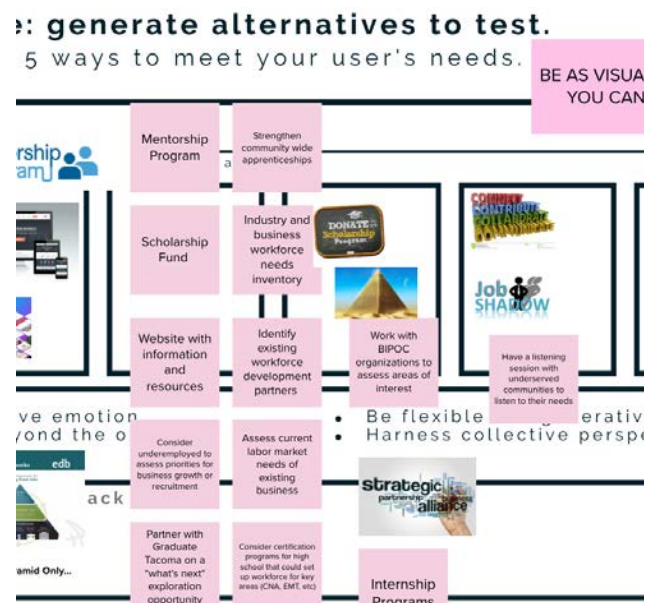 : generate alternatives to test.
5 ways to meet your user's needs.
BE AS VISUA
YOU CAN
Mentorship
Program
Strengthen
community wide
apprenticeships
rship
am
a
Scholarship
Fund
Industry and
business
workforce
needs
inventory
DONATE
Scholarship
Program
CONNECT
CONTRIBUTE
COLLABORATE
COMMUNICATE
Job
SHADOW
Website with
information
and
resources
Identify
existing
workforce
development
partners
Work with
BIPOC
organizations to
assess areas of
interest
Have a listening
session with
underserved
communities to
listen to their needs
ve emotion
yond the o
Be flexible
erativ
Harness collective perspe
Consider
underemployed to
assess priorities for
business growth or
recruitment
Assess current
labor market
needs of
existing
business
edb
ack
strategic
partnership
business
alliance
amid Only...
Partner with
Graduate
Tacoma on a
"what's next"
exploration
opportunity
Consider certification
programs for high
school that could set
up workforce for key
areas (CNA, EMT, etc)
Internship
Programs